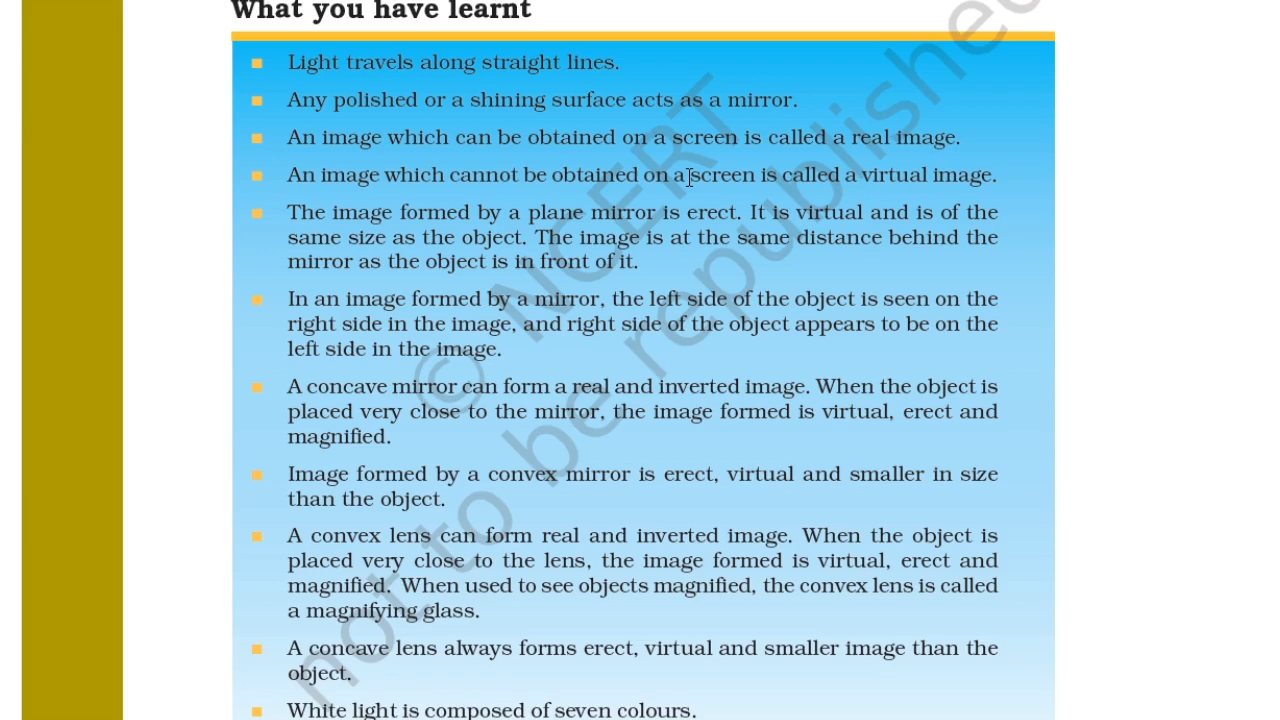 What you have learnt
Light travels along straight lines.
Any polished or a shining surface acts as a mirror.
An image which can be obtained on a screen is called a real image.
An image which cannot be obtained on a screen is called a virtual image.
The image formed by a plane mirror is erect. It is virtual and is of the
same size as the object. The image is at the same distance behind the
mirror as the object is in front of it.
In an image formed by a mirror, the left side of the object is seen on the
right side in the image, and right side of the object appears to be on the
left side in the image.
A concave mirror can form a real and inverted image. When the object is
placed very close to the mirror, the image formed is virtual, erect and
magnified.
Image formed by a convex mirror is erect, virtual and smaller in size
than the object.
A convex lens can form real and inverted image. When the object is
placed very close to the lens, the image formed is virtual, erect and
magnified. When used to see objects magnified, the convex lens is called
a magnifying glass.
A concave lens always forms erect, virtual and smaller image than the
object.
White light is composed of seven colours.
© NCERT
not to be republished